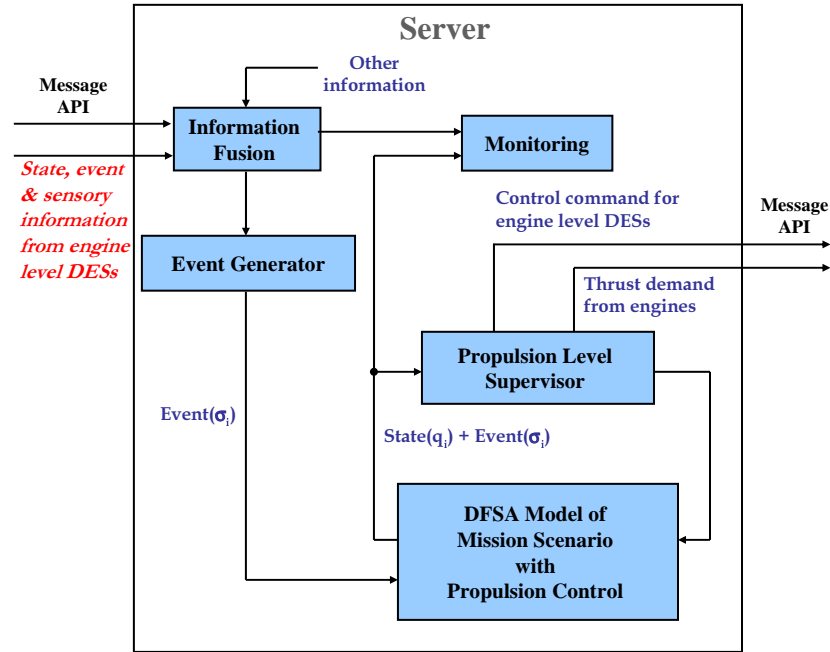 Server
Other
information
Message
API
Information
Fusion
Monitoring
State, event
& sensory
information
from engine
level DESs
Control command for
engine level DESs
Message
API
Event Generator
Thrust demand
from engines
Propulsion Level
Supervisor
Event(σi)
State(qi) + Event(σi)
DFSA Model of
Mission Scenario
with
Propulsion Control